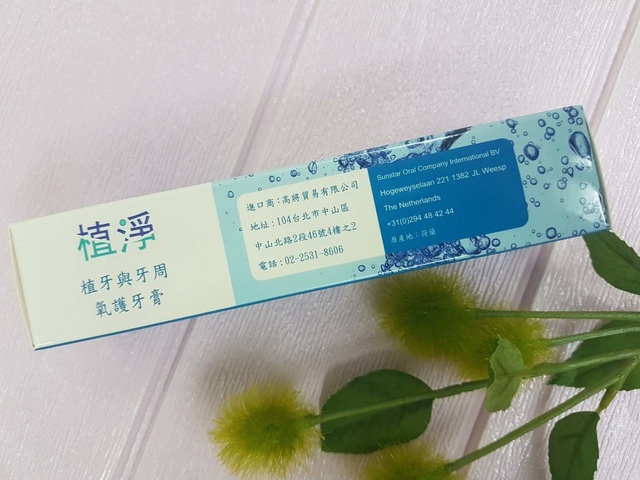 植淨
植牙與牙周
氧護牙膏
進口商：高將貿易有限公司
地址：104台北市中山區
中山北路2段46號4樓之2
電話：02-2531-8606
Sunstar Oral Company International BV
Hogeweyselaan 221 1382 JL Weesp
The Netherlands
+31(0)294 48 42 44
原產地：荷蘭